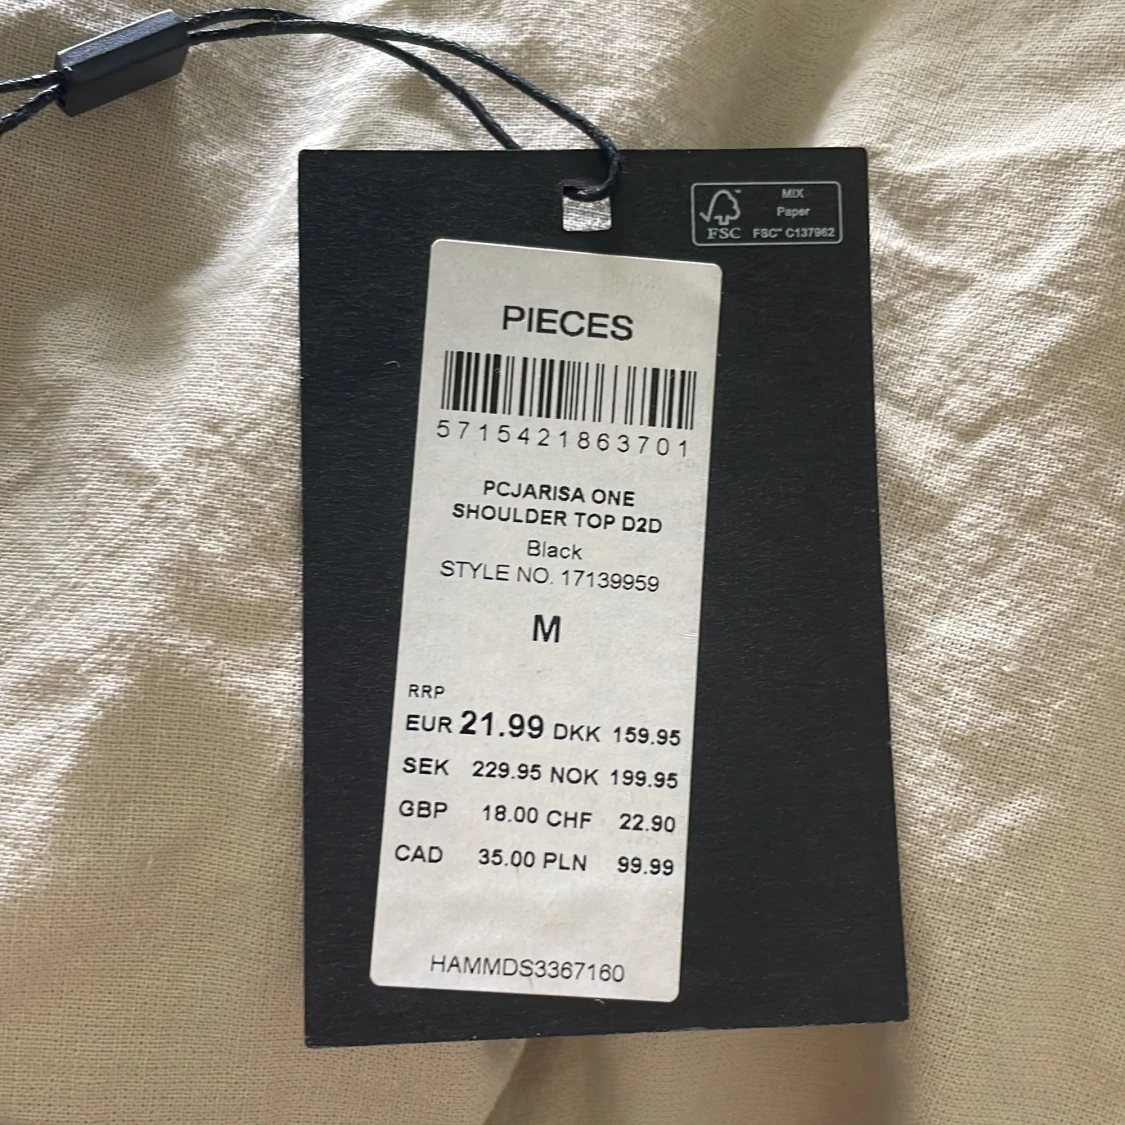 MIX
Paper
FSC™ C137962
FSC
PIECES
5715421863701
PCJARISA ONE
SHOULDER TOP D2D
Black
STYLE NO. 17139959
M
RRP
EUR 21.99 DKK 159.95
SEK 229.95 NOK 199.95
GBP 18.00 CHF 22.90
CAD 35.00 PLN 99.99
HAMMDS3367160